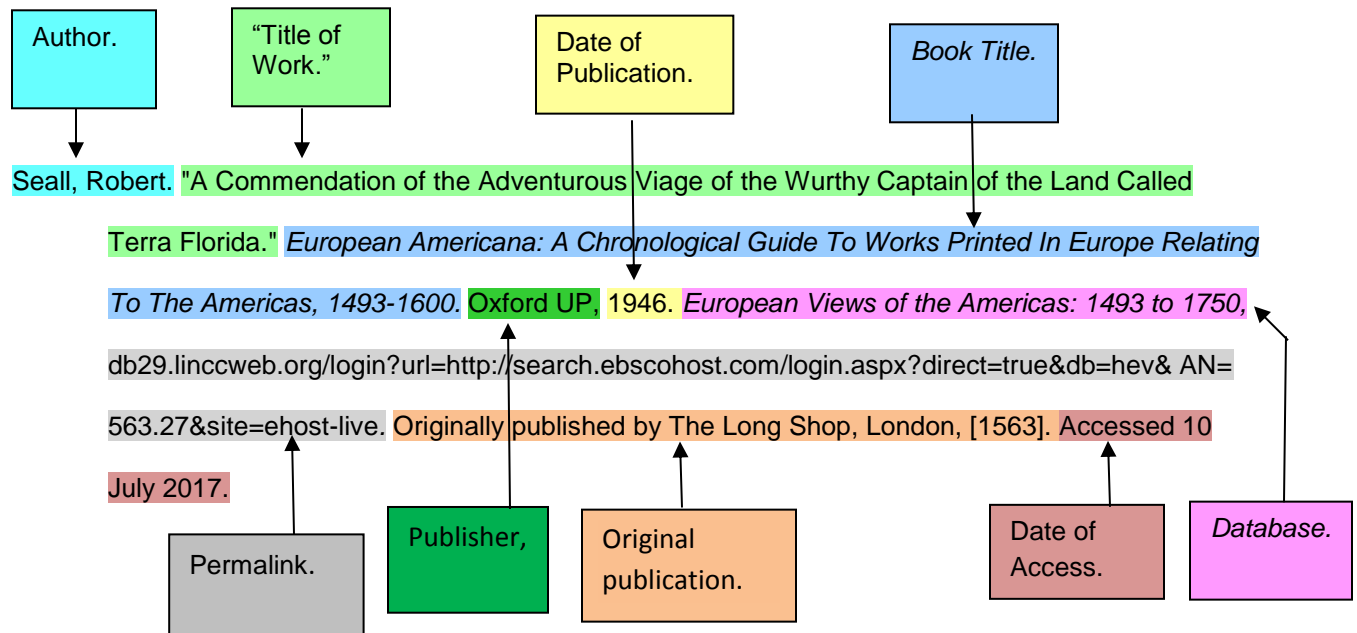 Author.
“Title of
Work.”
Date of
Publication.
Book Title.
Seall, Robert. "A Commendation of the Adventurous Viage of the Wurthy Captain of the Land Called
Terra Florida." European Americana: A Chronological Guide To Works Printed In Europe Relating
To The Americas, 1493-1600. Oxford UP, 1946. European Views of the Americas: 1493 to 1750,
db29.linccweb.org/login?url=http://search.ebscohost.com/login.aspx?direct=true&db=hev& AN=
563.27&site=ehost-live. Originally published by The Long Shop, London, [1563]. Accessed 10
July 2017.
Permalink.
Publisher,
Original
publication.
Date of
Access.
Database.